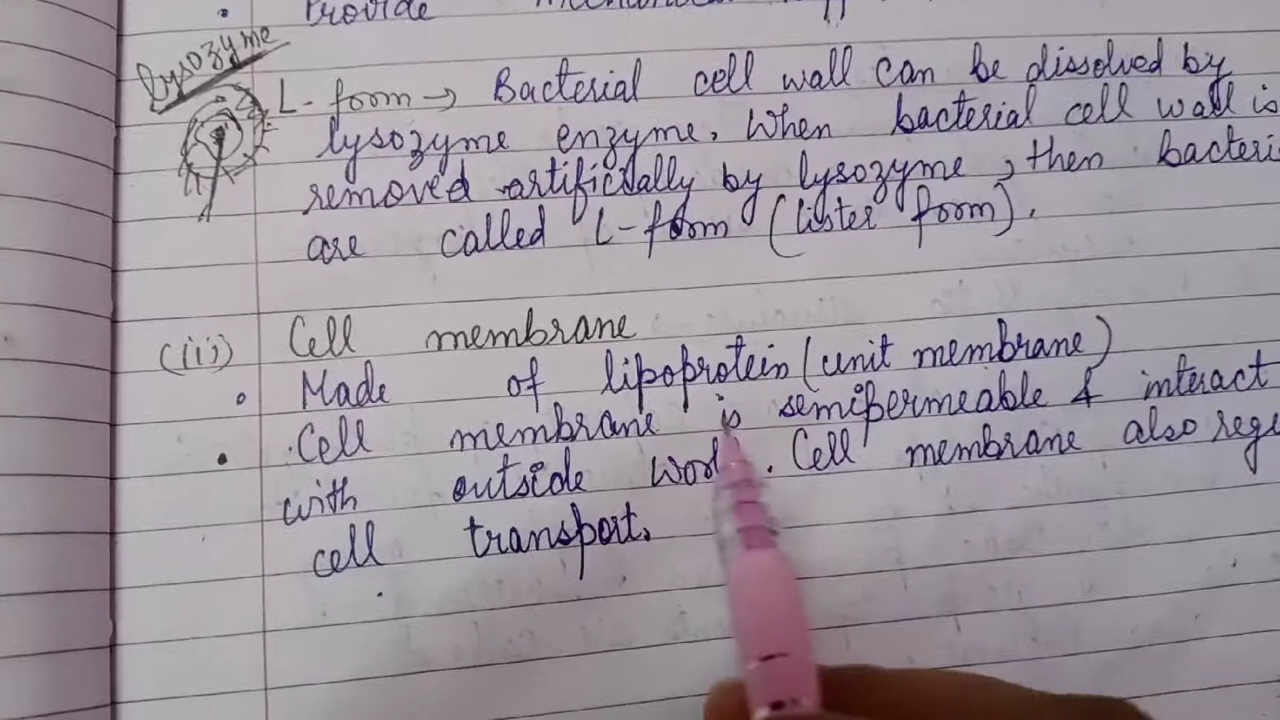 Provide
lysozyme
L-form → Bacterial cell wall can be dissolved by
lysozyme enzyme. When bacterial cell wall is
removed artificially by lysozyme, then bacteri
are called L-form (lister form).
(ii) Cell membrane
• Made of lipoprotein (unit membrane)
• Cell membrane is semipermeable & interact
with outside worl . Cell membrane also reg
cell transport.